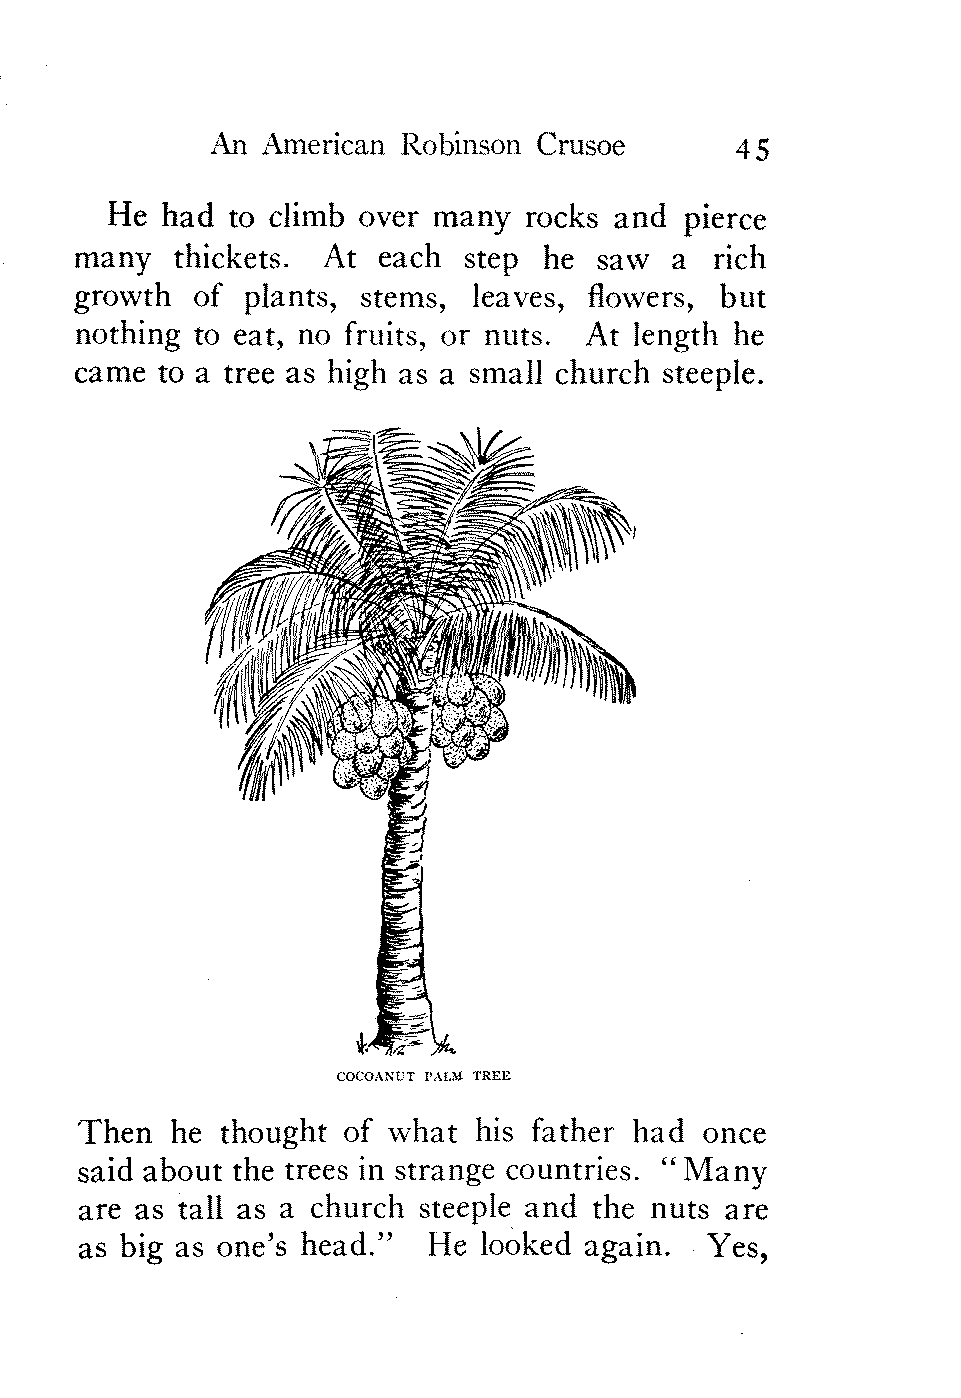 An American Robinson Crusoe 45
He had to climb over many rocks and pierce
many thickets. At each step he saw a rich
growth of plants, stems, leaves, flowers, but
nothing to eat, no fruits, or nuts. At length he
came to a tree as high as a small church steeple.
COCOANUT PALM TREE
Then he thought of what his father had once
said about the trees in strange countries. “Many
are as tall as a church steeple and the nuts are
as big as one's head.” He looked again. Yes,